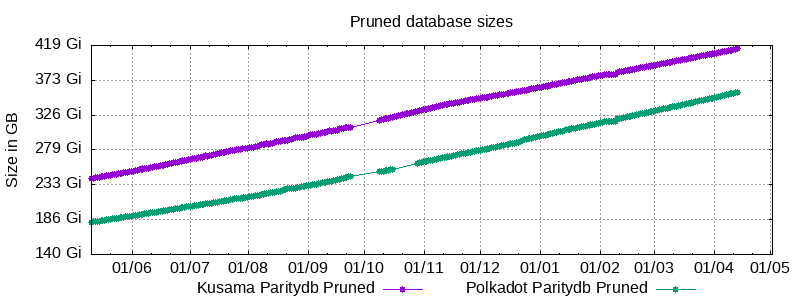 Pruned database sizes
419 Gi
373 Gi
326 Gi
279 Gi
233 Gi
186 Gi
140 Gi
Size in GB
01/06 01/07 01/08 01/09 01/10 01/11 01/12 01/01 01/02 01/03 01/04 01/05
Kusama Paritydb Pruned Polkadot Paritydb Pruned